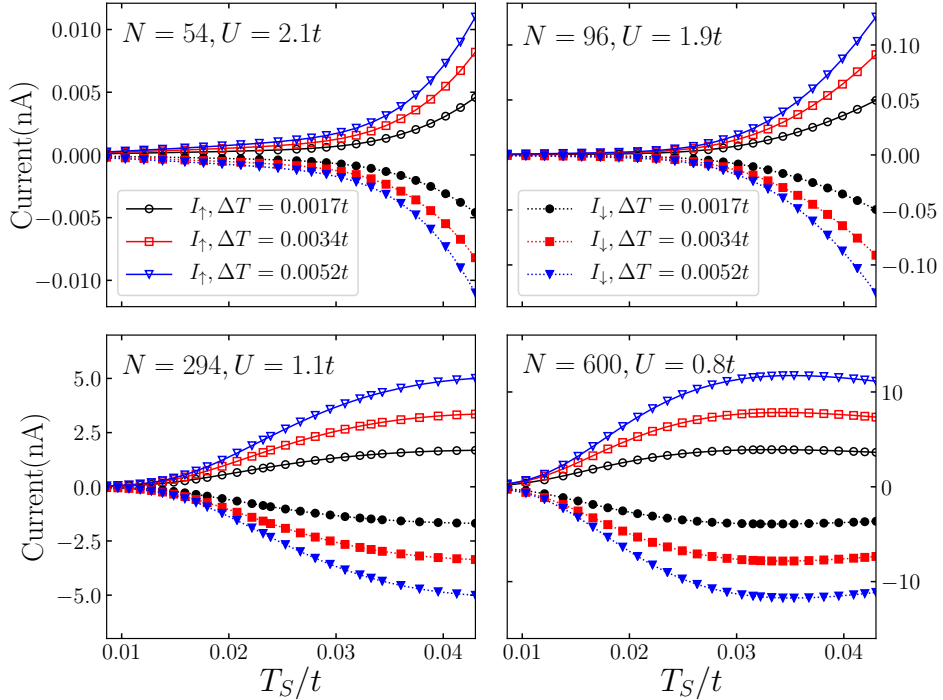 N = 54, U = 2.1t
N = 96, U = 1.9t
0.010
0.005
0.000
−0.005
−0.010
Current(nA)
0.10
0.05
0.00
−0.05
−0.10
I↑, ΔT = 0.0017t
I↑, ΔT = 0.0034t
I↑, ΔT = 0.0052t
I↓, ΔT = 0.0017t
I↓, ΔT = 0.0034t
I↓, ΔT = 0.0052t
N = 294, U = 1.1t
N = 600, U = 0.8t
5.0
2.5
0.0
−2.5
−5.0
Current(nA)
10
0
−10
0.01 0.02 0.03 0.04
0.01 0.02 0.03 0.04
T_S/t
T_S/t